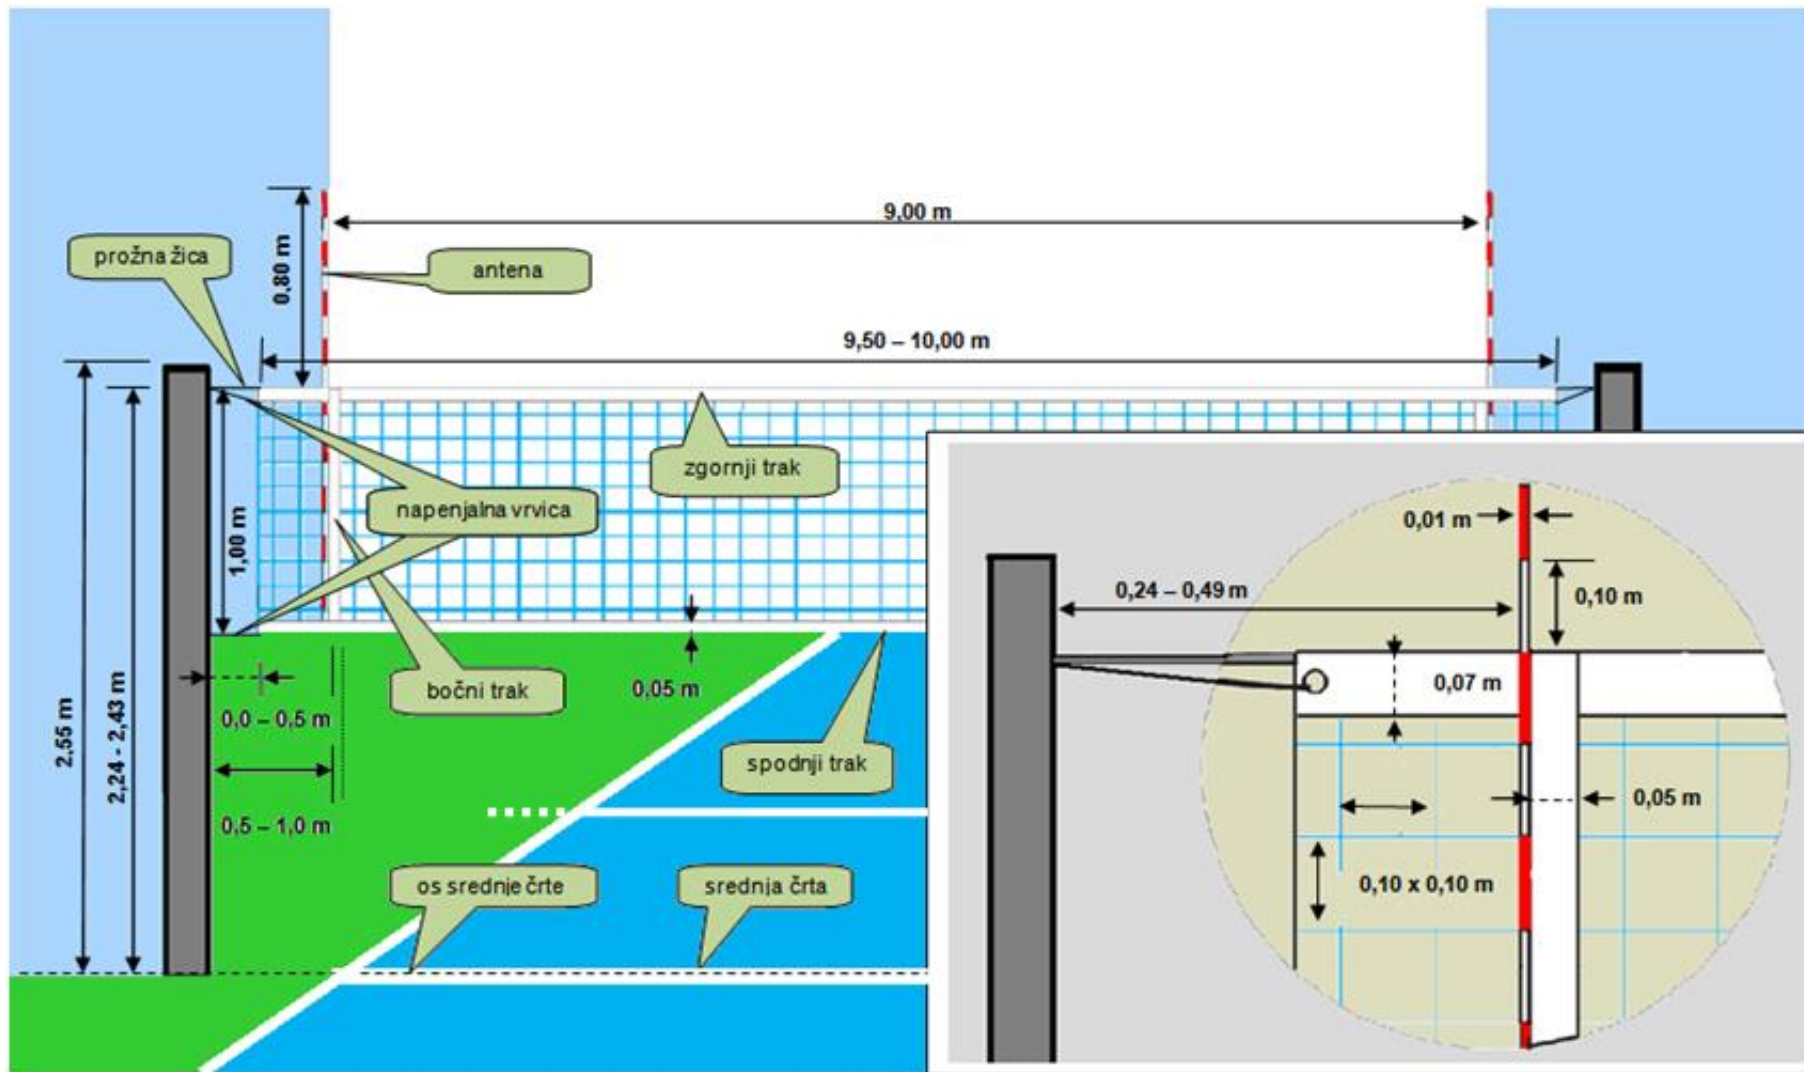 9,00 m
prožna žica
antena
0.80 m
9,50 – 10,00 m
zgornji trak
napenjalna vrvica
1,00 m
0,01 m
0,24 – 0,49 m
0,10 m
bočni trak
0,05 m
0,07 m
2.55 m
2,24 - 2,43 m
0,0 – 0,5 m
spodnji trak
0,05 m
0,5 – 1,0 m
os srednje črte
srednja črta
0,10 x 0,10 m